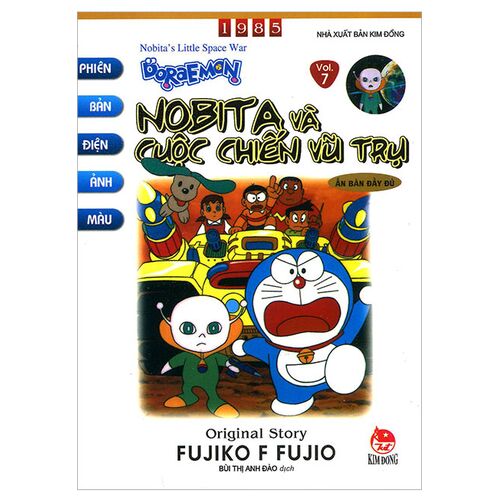 1985
NHÀ XUẤT BẢN KIM ĐỒNG
Nobita's Little Space War
DORAEMON
Vol.
7
PHIÊN
BẢN
ĐIỆN
ẢNH
MÀU
NOBITA VÀ
CUỘC CHIẾN VŨ TRỤ
ẤN BẢN ĐẦY ĐỦ
Original Story
FUJIKO F FUJIO
BÙI THỊ ANH ĐÀO dịch
KIM ĐỒNG